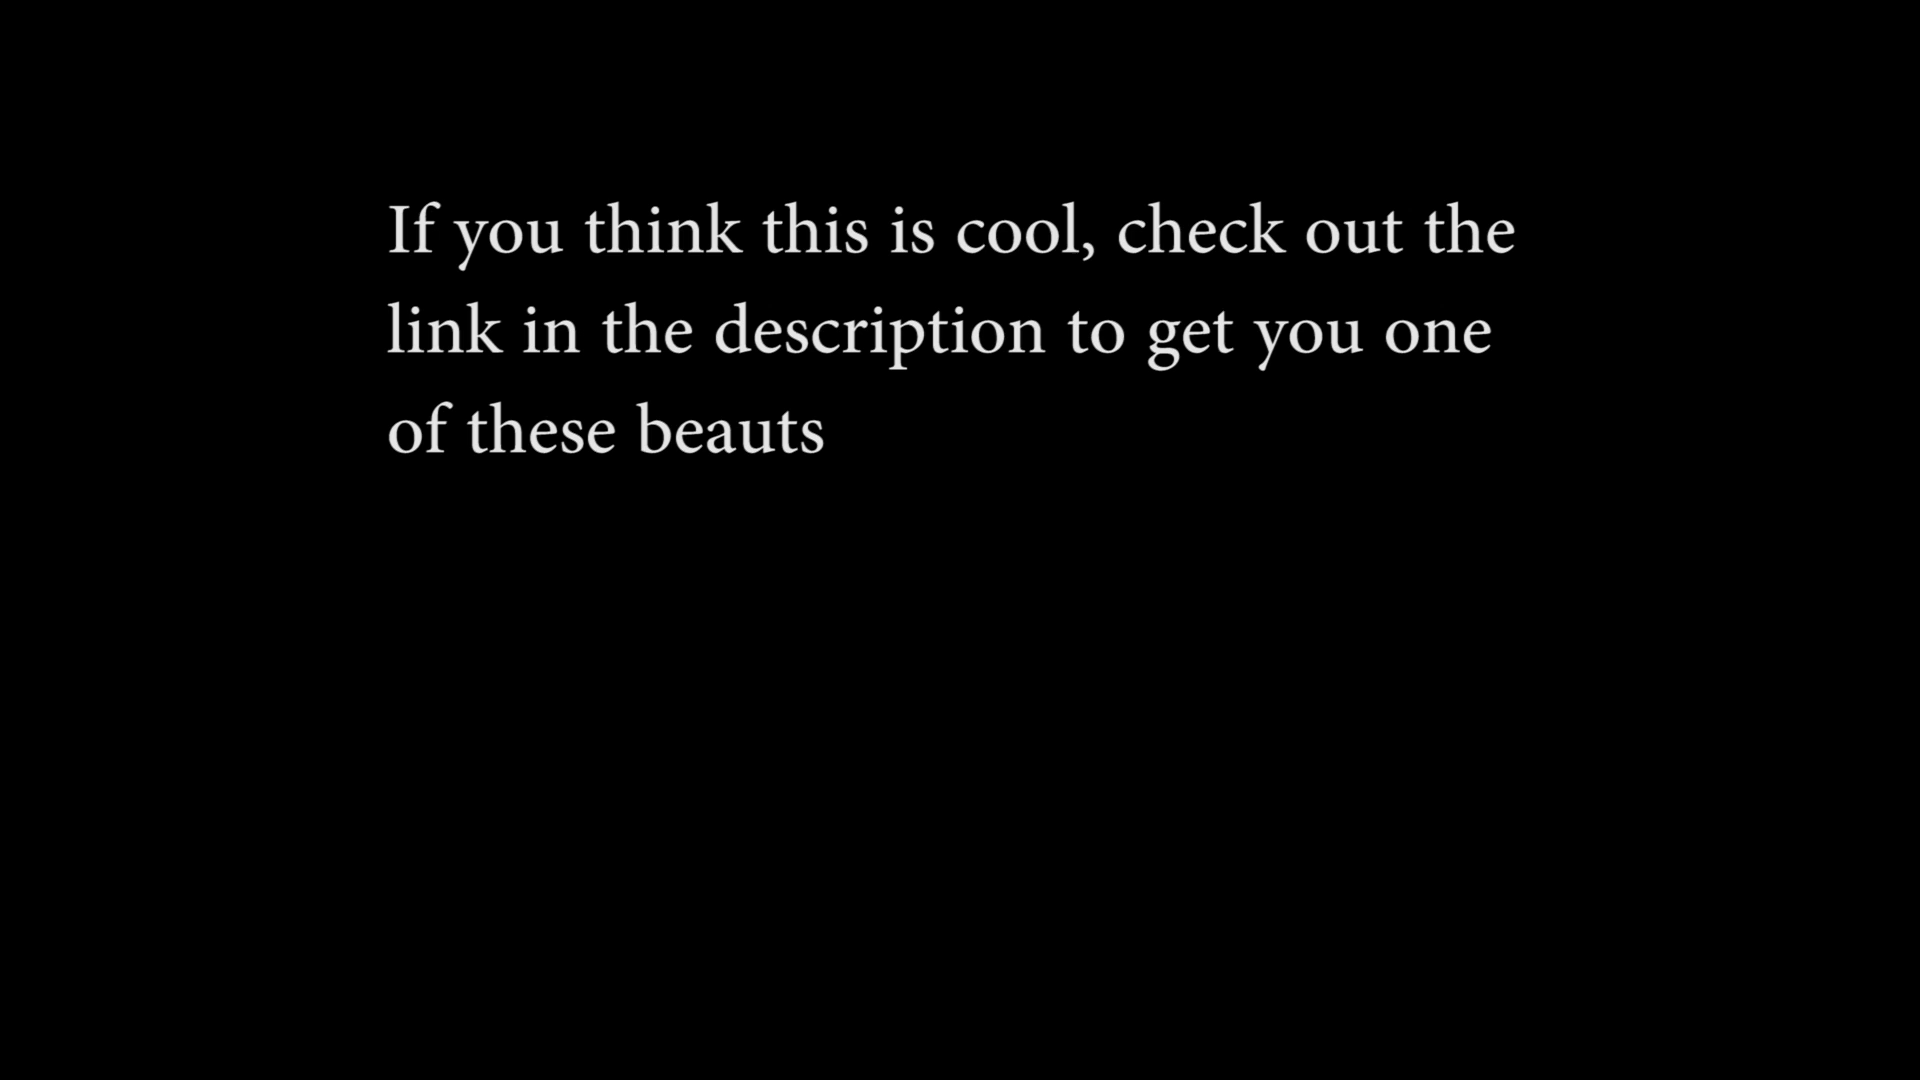 If you think this is cool, check out the
link in the description to get you one
of these beauts